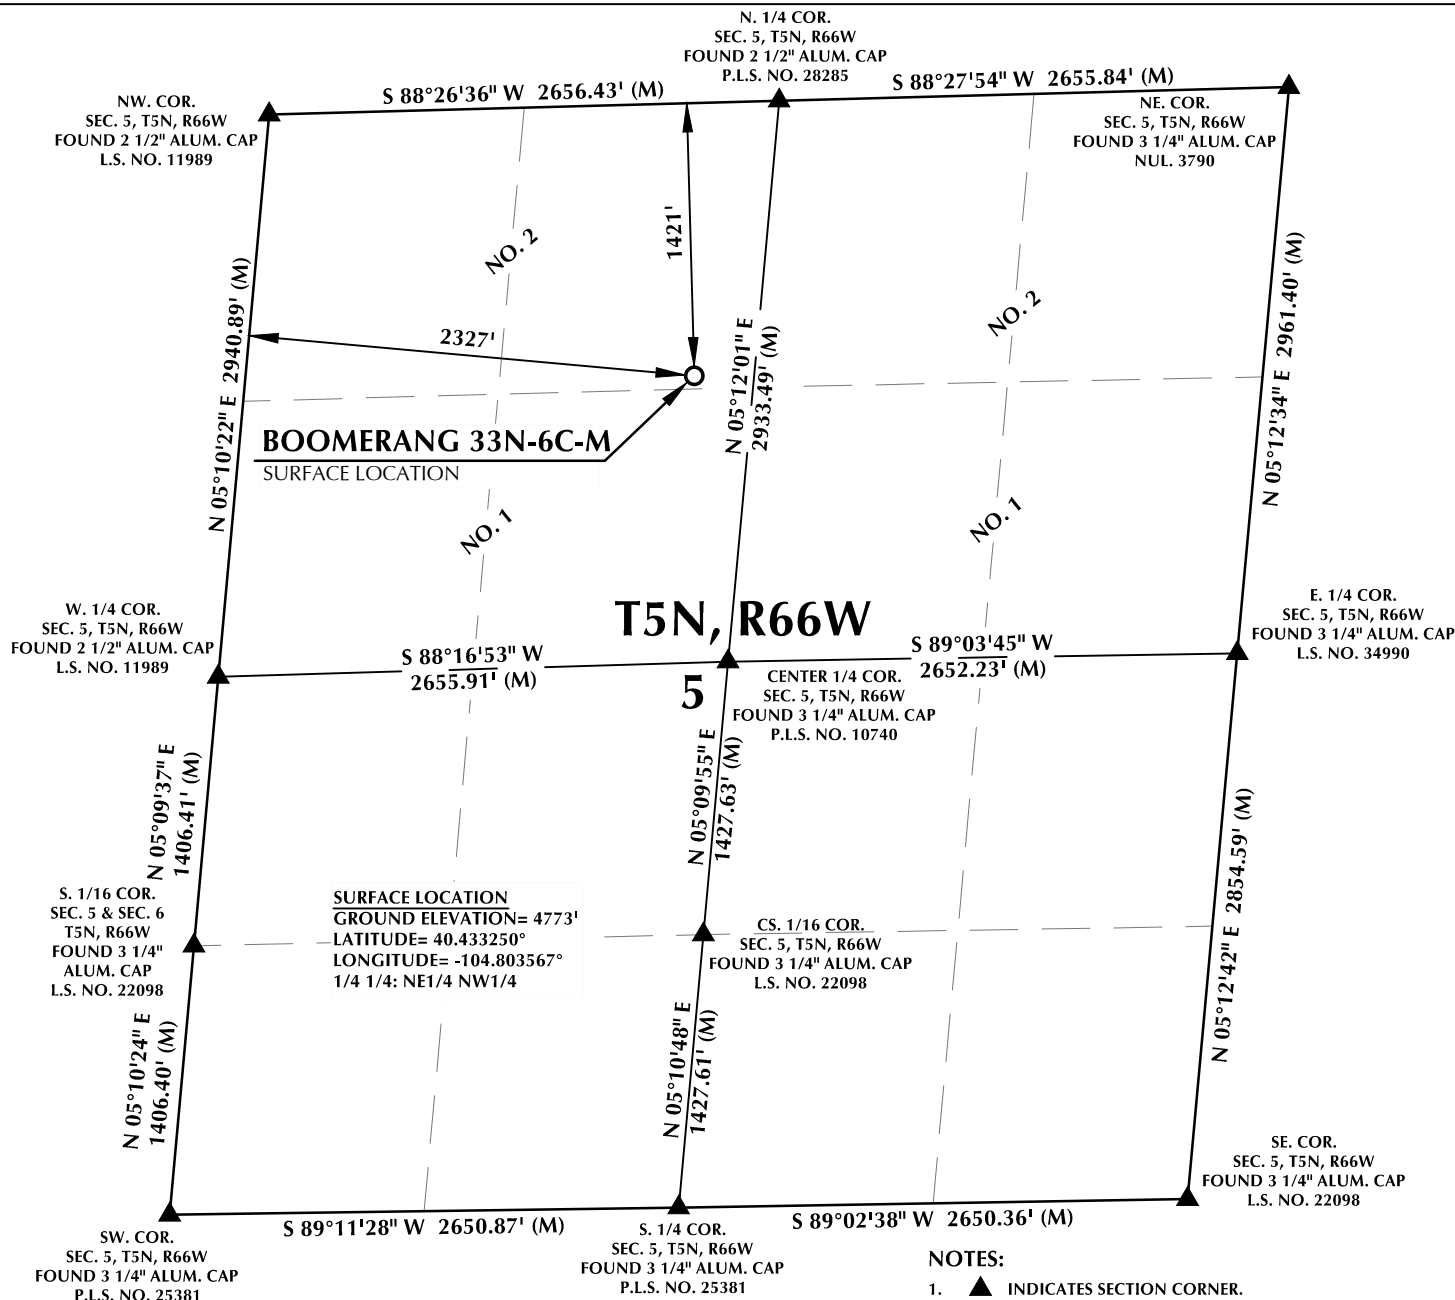 N. 1/4 COR.
SEC. 5, T5N, R66W
FOUND 2 1/2" ALUM. CAP
P.L.S. NO. 28285
S 88°26'36" W 2656.43' (M)
S 88°27'54" W 2655.84' (M)
NW. COR.
SEC. 5, T5N, R66W
FOUND 2 1/2" ALUM. CAP
L.S. NO. 11989
NE. COR.
SEC. 5, T5N, R66W
FOUND 3 1/4" ALUM. CAP
NUL. 3790
1421'
NO. 2
NO. 2
N 05°10'22" E 2940.89' (M)
2327'
N 05°12'01" E
2933.49' (M)
N 05°12'34" E 2961.40' (M)
BOOMERANG 33N-6C-M
SURFACE LOCATION
NO. 1
NO. 1
W. 1/4 COR.
SEC. 5, T5N, R66W
FOUND 2 1/2" ALUM. CAP
L.S. NO. 11989
T5N, R66W
5
E. 1/4 COR.
SEC. 5, T5N, R66W
FOUND 3 1/4" ALUM. CAP
L.S. NO. 34990
S 88°16'53" W
2655.91' (M)
S 89°03'45" W
2652.23' (M)
CENTER 1/4 COR.
SEC. 5, T5N, R66W
FOUND 3 1/4" ALUM. CAP
P.L.S. NO. 10740
N 05°09'37" E
1406.41' (M)
N 05°09'55" E
1427.63' (M)
N 05°12'42" E 2854.59' (M)
S. 1/16 COR.
SEC. 5 & SEC. 6
T5N, R66W
FOUND 3 1/4"
ALUM. CAP
L.S. NO. 22098
SURFACE LOCATION
GROUND ELEVATION= 4773'
LATITUDE= 40.433250°
LONGITUDE= -104.803567°
1/4 1/4: NE1/4 NW1/4
CS. 1/16 COR.
SEC. 5, T5N, R66W
FOUND 3 1/4" ALUM. CAP
L.S. NO. 22098
N 05°10'24" E
1406.40' (M)
N 05°10'48" E
1427.61' (M)
SE. COR.
SEC. 5, T5N, R66W
FOUND 3 1/4" ALUM. CAP
L.S. NO. 22098
S 89°11'28" W 2650.87' (M)
S 89°02'38" W 2650.36' (M)
SW. COR.
SEC. 5, T5N, R66W
FOUND 3 1/4" ALUM. CAP
P.L.S. NO. 25381
S. 1/4 COR.
SEC. 5, T5N, R66W
FOUND 3 1/4" ALUM. CAP
P.L.S. NO. 25381
NOTES:
1. ▲ INDICATES SECTION CORNER.